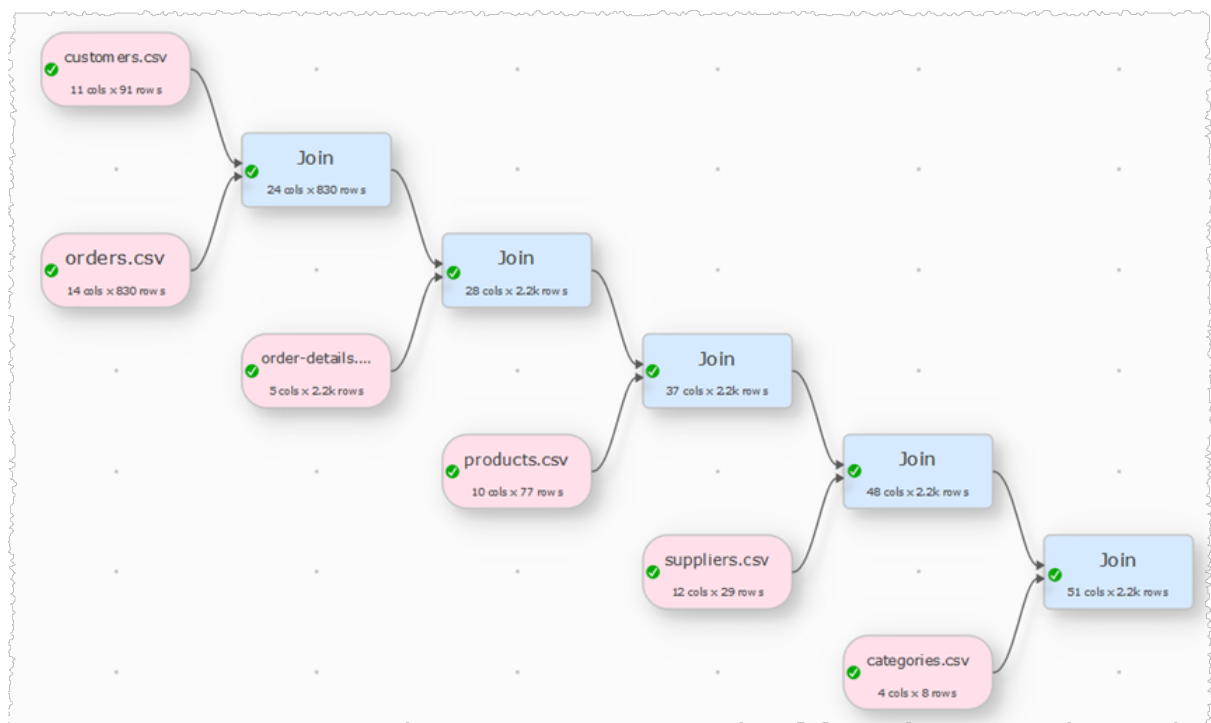 customers.csv
11 cols x 91 rows
Join
24 cols x 830 rows
orders.csv
14 cols x 830 rows
Join
28 cols x 2.2k rows
order-details....
5 cols x 2.2k rows
Join
37 cols x 2.2k rows
products.csv
10 cols x 77 rows
Join
48 cols x 2.2k rows
suppliers.csv
12 cols x 29 rows
Join
51 cols x 2.2k rows
categories.csv
4 cols x 8 rows